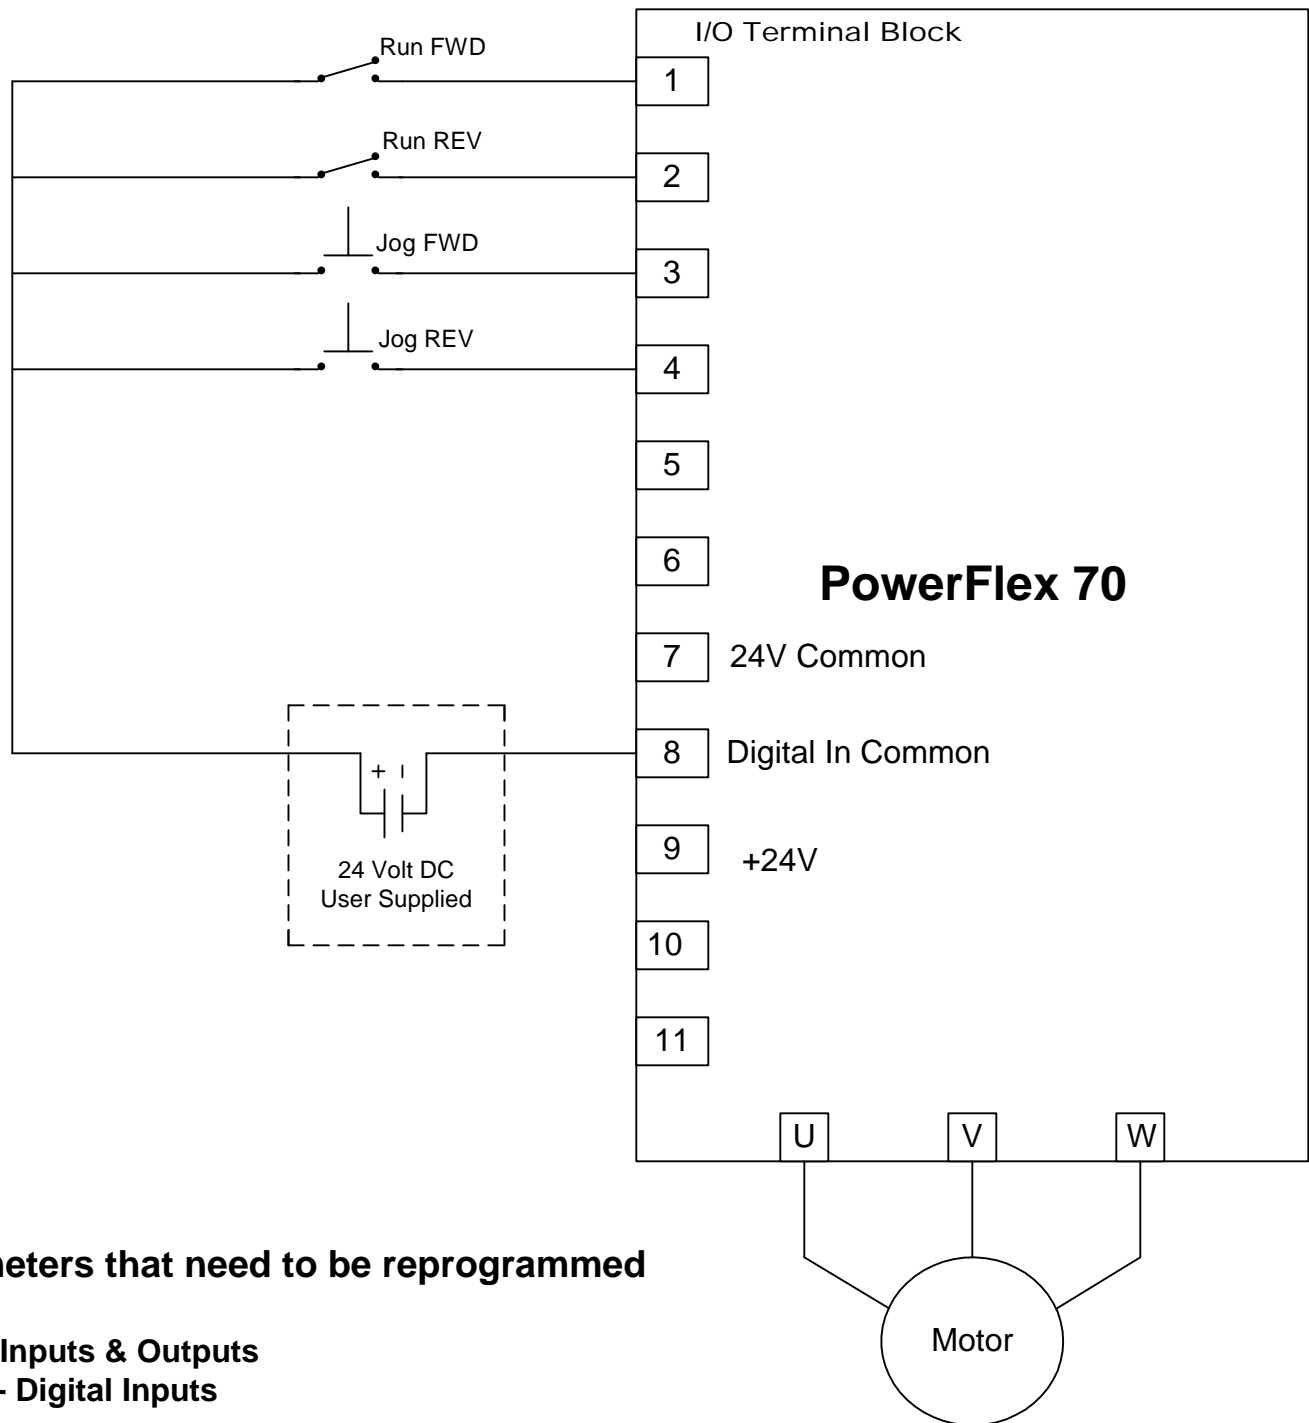 I/O Terminal Block
Run FWD
1
Run REV
2
Jog FWD
3
Jog REV
4
5
6
PowerFlex 70
7
24V Common
8
Digital In Common
+ -
24 Volt DC
User Supplied
9
+24V
10
11
U
V
W
Motor
meters that need to be reprogrammed
Inputs & Outputs
- Digital Inputs